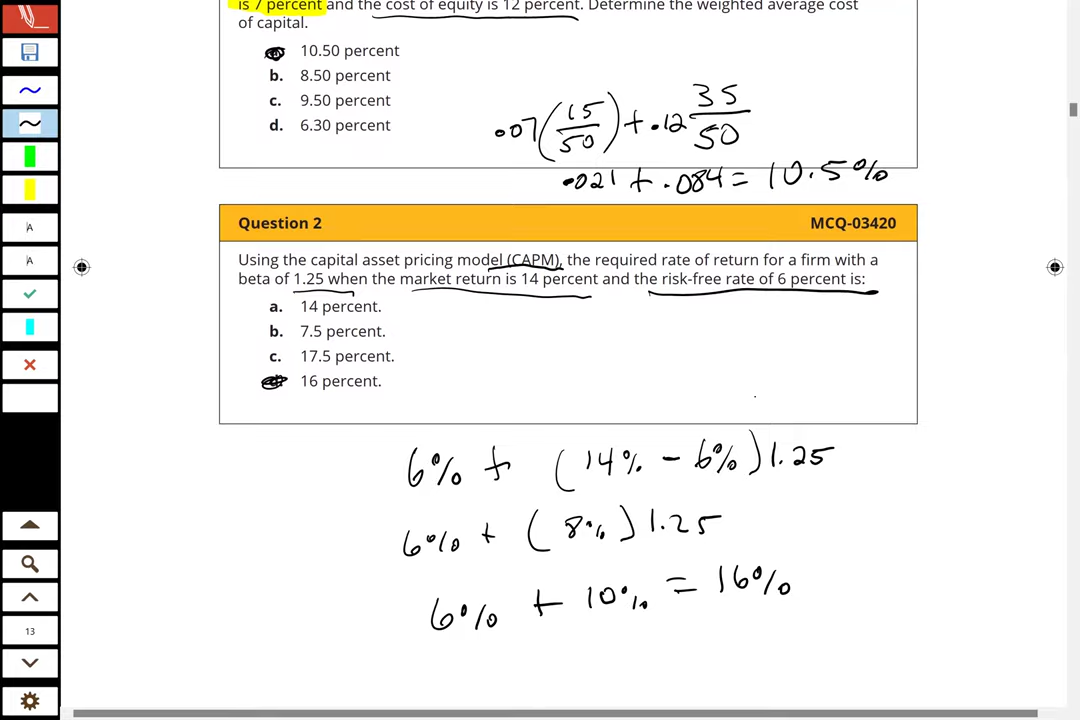 is 7 percent and the cost of equity is 12 percent. Determine the weighted average cost
of capital.
10.50 percent
b. 8.50 percent
c. 9.50 percent
d. 6.30 percent
.07(15/50) + .12 35/50
.021 + .084 = 10.5%
Question 2 MCQ-03420
Using the capital asset pricing model (CAPM), the required rate of return for a firm with a
beta of 1.25 when the market return is 14 percent and the risk-free rate of 6 percent is:
a. 14 percent.
b. 7.5 percent.
c. 17.5 percent.
16 percent.
6% + (14% - 6%) 1.25
6% + (8%) 1.25
6% + 10% = 16%
A
A
13